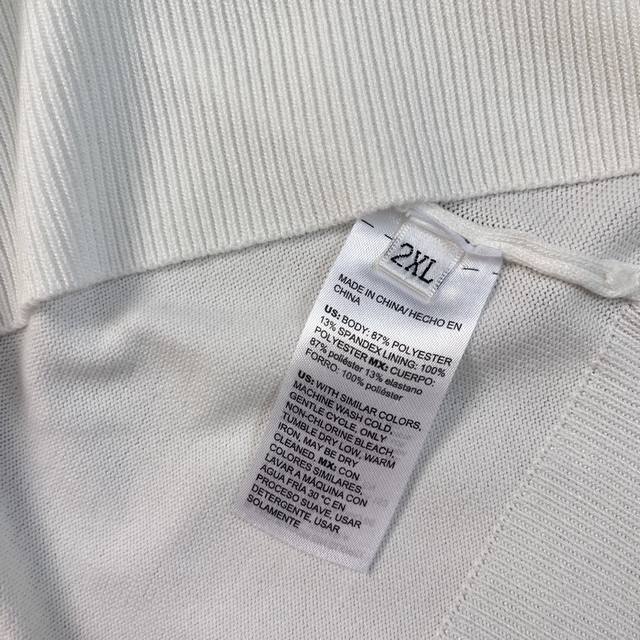 2XL
MADE IN CHINA/ HECHO EN
CHINA
US: BODY: 87% POLYESTER
13% SPANDEX LINING: 100%
POLYESTER MX: CUERPO:
87% poliéster 13% elastano
FORRO: 100% poliéster
US: WITH SIMILAR COLORS,
MACHINE WASH COLD,
GENTLE CYCLE, ONLY
NON-CHLORINE BLEACH,
TUMBLE DRY LOW, WARM
IRON, MAY BE DRY
CLEANED. MX: CON
COLORES SIMILARES,
LAVAR A MÁQUINA CON
AGUA FRÍA 30 °C EN
PROCESO SUAVE, USAR
DETERGENTE, USAR
SOLAMENTE